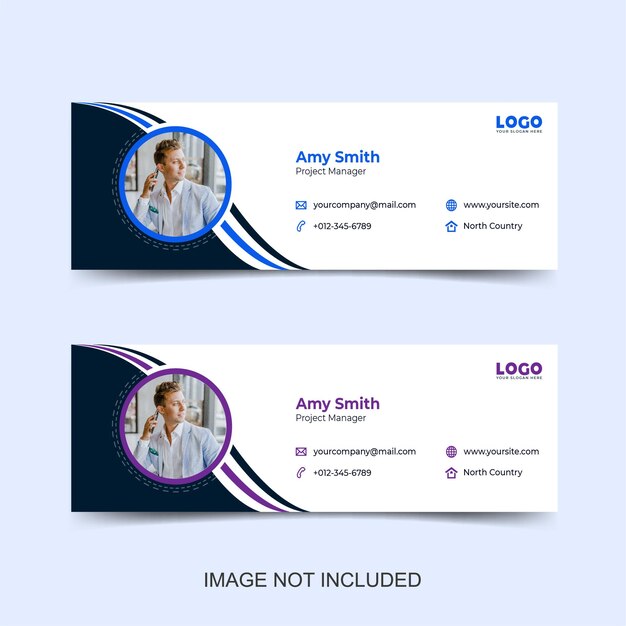 LOGO
YOUR SLOGAN HERE
Amy Smith
Project Manager
yourcompany@mail.com www.yoursite.com
+012-345-6789 North Country
LOGO
YOUR SLOGAN HERE
Amy Smith
Project Manager
yourcompany@mail.com www.yoursite.com
+012-345-6789 North Country
IMAGE NOT INCLUDED